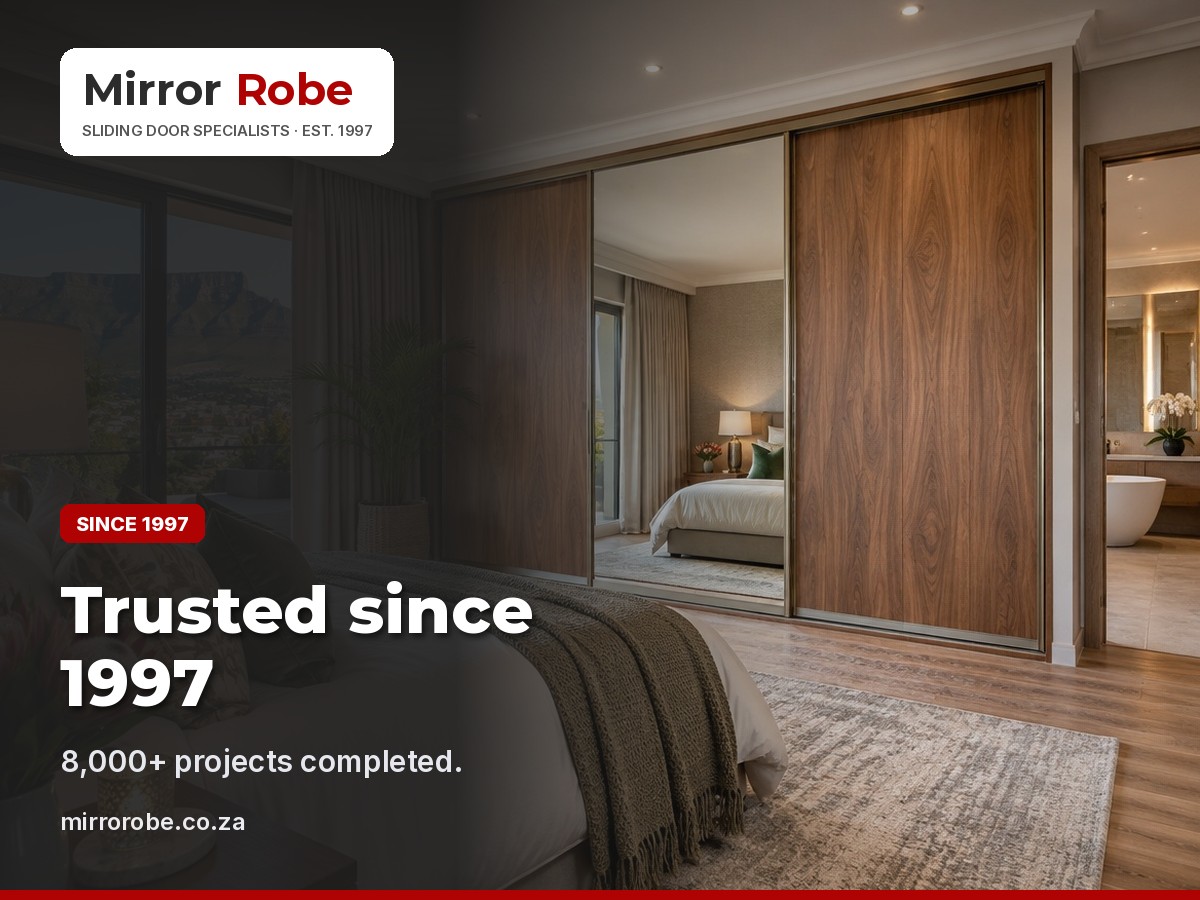 Mirror Robe
SLIDING DOOR SPECIALISTS · EST. 1997
SINCE 1997
Trusted since
1997
8,000+ projects completed.
mirrorobe.co.za